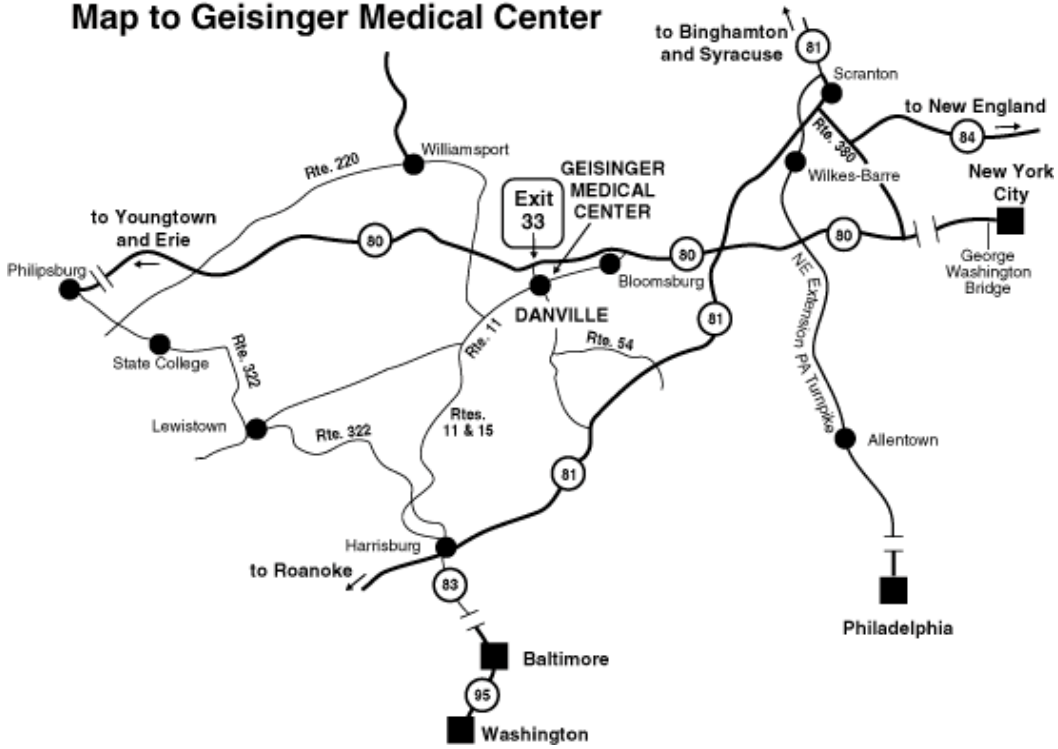 Map to Geisinger Medical Center
to Binghamton
and Syracuse
81
Scranton
to New England
84
Rte. 380
Williamsport
Rte. 220
GEISINGER
MEDICAL
CENTER
Exit
33
Wilkes-Barre
New York
City
to Youngtown
and Erie
80
80
80
George
Washington
Bridge
Philipsburg
Bloomsburg
DANVILLE
NE Extension PA Turnpike
81
Rte. 11
Rte. 54
State College
Rte. 322
Lewistown
Rte. 322
Rtes.
11 & 15
Allentown
81
Harrisburg
to Roanoke
83
Philadelphia
Baltimore
95
Washington